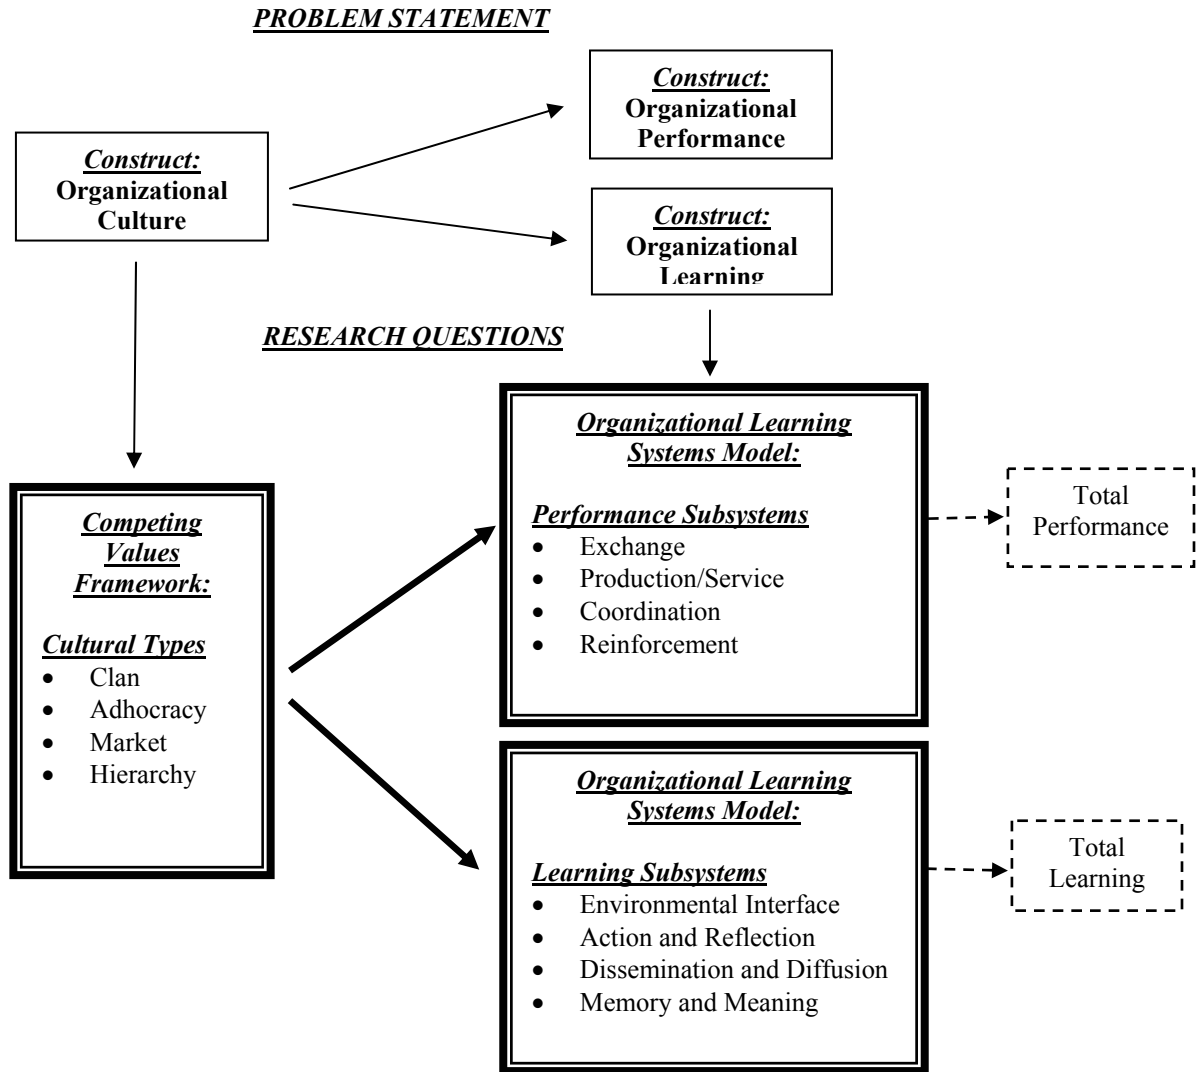 PROBLEM STATEMENT
Construct:
Organizational
Performance
Construct:
Organizational
Culture
Construct:
Organizational
Learning
RESEARCH QUESTIONS
Organizational Learning
Systems Model:
Performance Subsystems
• Exchange
• Production/Service
• Coordination
• Reinforcement
Total
Performance
Competing
Values
Framework:
Cultural Types
• Clan
• Adhocracy
• Market
• Hierarchy
Organizational Learning
Systems Model:
Learning Subsystems
• Environmental Interface
• Action and Reflection
• Dissemination and Diffusion
• Memory and Meaning
Total
Learning